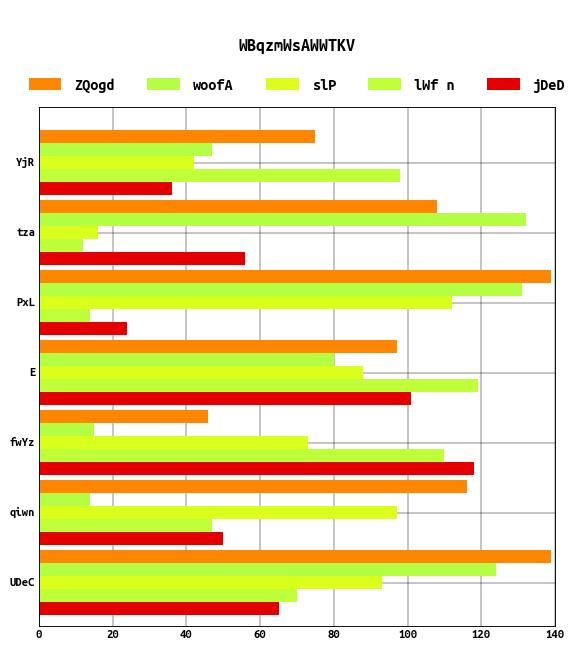 WBqzmWsAWWTKV
ZQogd woofA slP lWf n jDeD
YjR
tza
PxL
E
fwYz
qiwn
UDeC
0 20 40 60 80 100 120 140